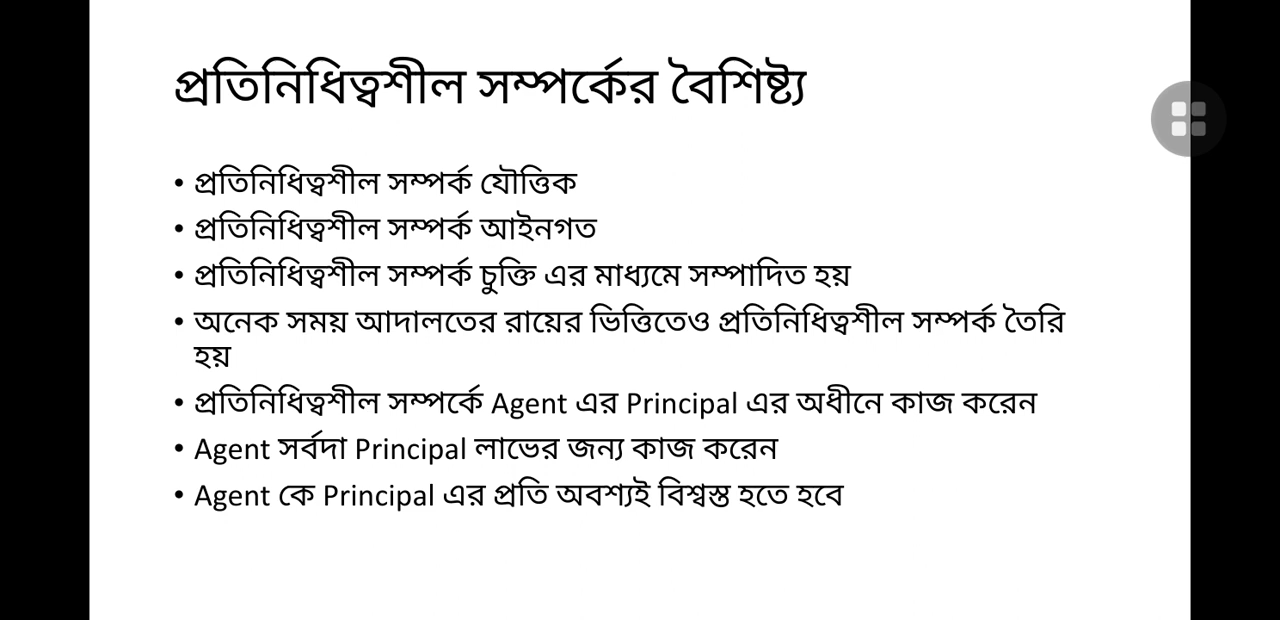 প্রতিনিধিত্বশীল সম্পর্কের বৈশিষ্ট্য
• প্রতিনিধিত্বশীল সম্পর্ক যৌত্তিক
• প্রতিনিধিত্বশীল সম্পর্ক আইনগত
• প্রতিনিধিত্বশীল সম্পর্ক চুক্তি এর মাধ্যমে সম্পাদিত হয়
• অনেক সময় আদালতের রায়ের ভিত্তিতেও প্রতিনিধিত্বশীল সম্পর্ক তৈরি
হয়
• প্রতিনিধিত্বশীল সম্পর্কে Agent এর Principal এর অধীনে কাজ করেন
• Agent সর্বদা Principal লাভের জন্য কাজ করেন
• Agent কে Principal এর প্রতি অবশ্যই বিশ্বস্ত হতে হবে